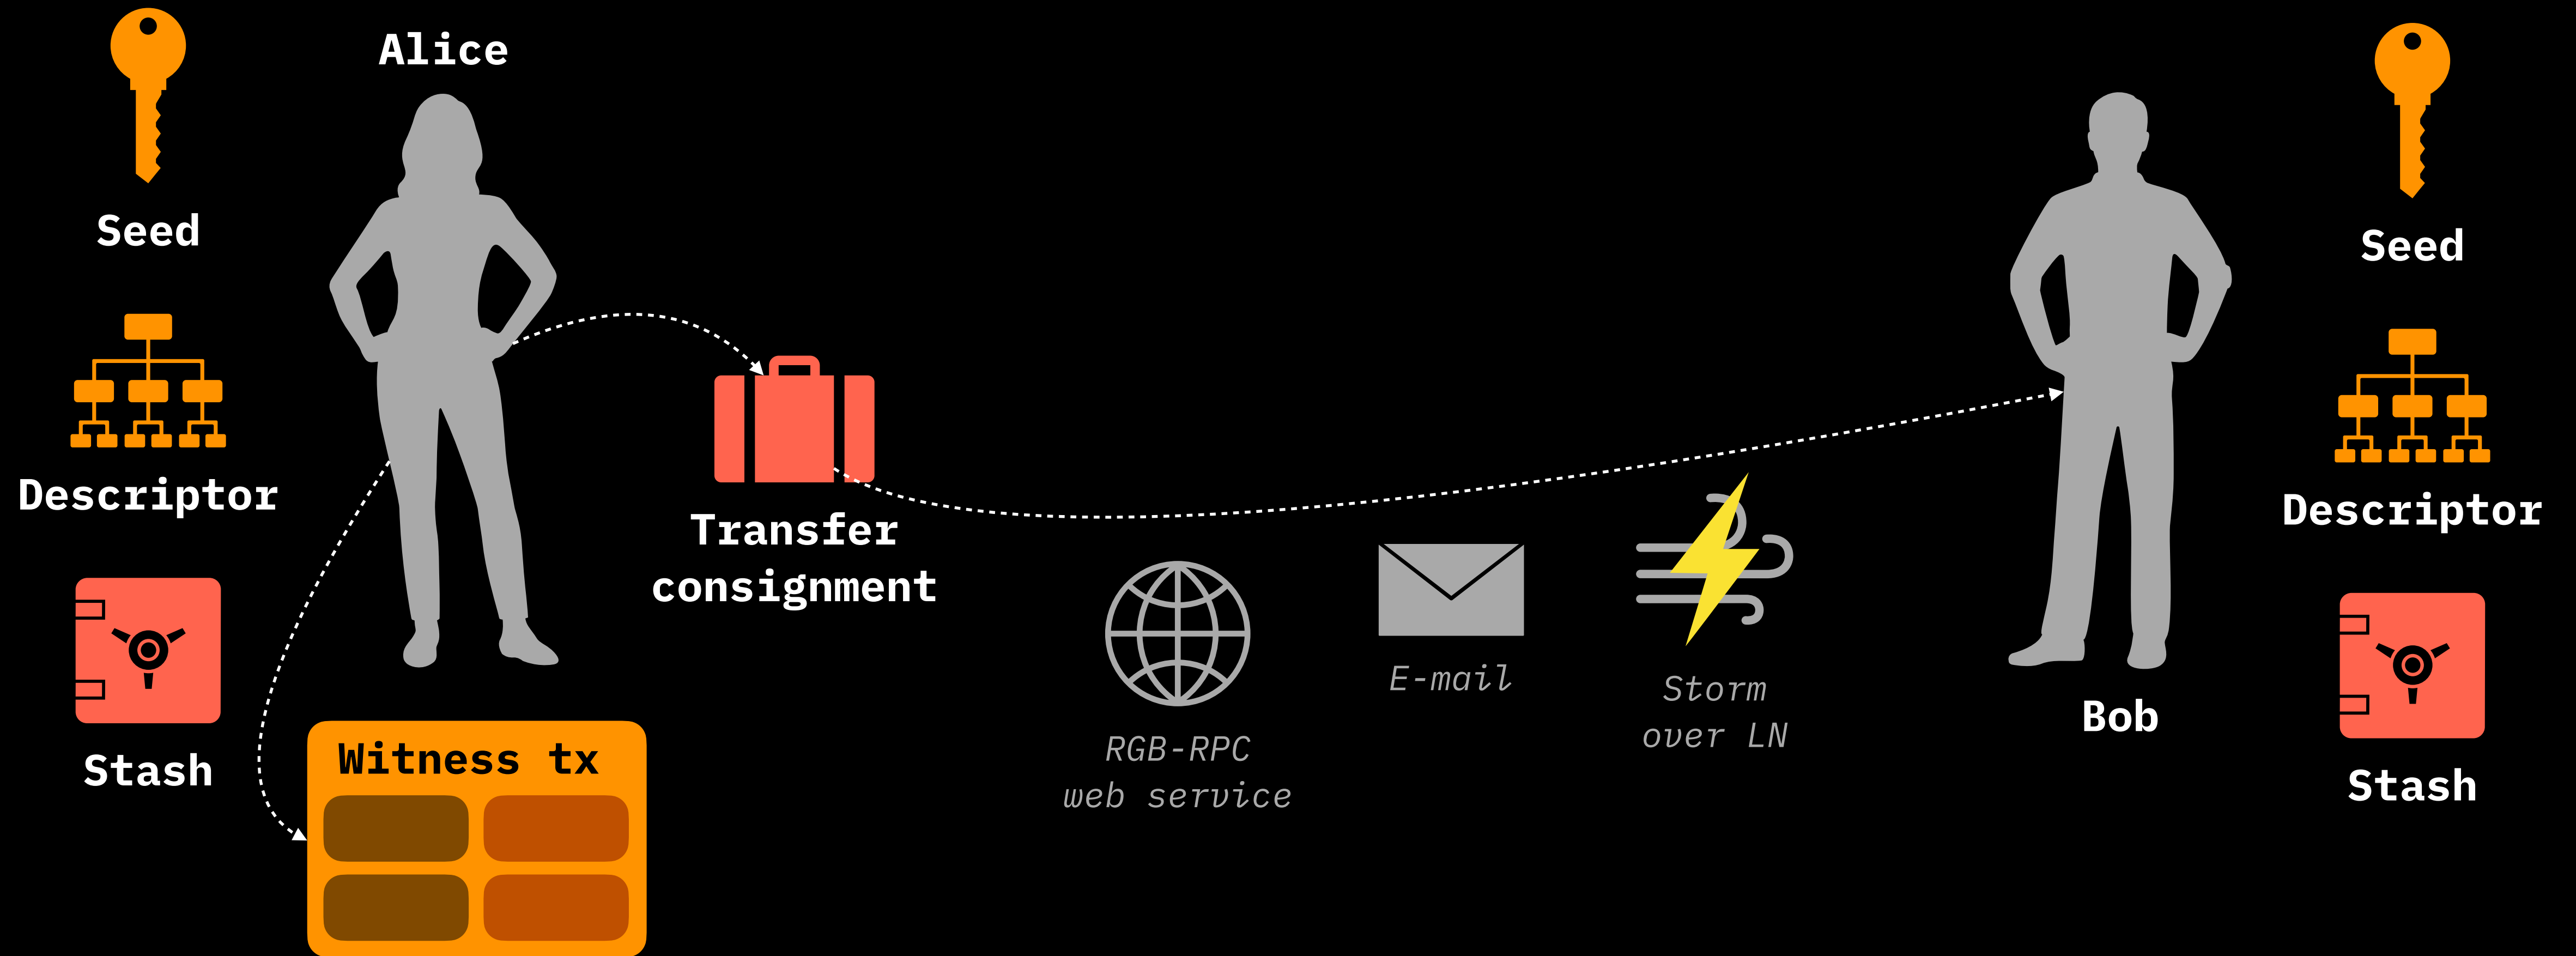 Alice
Seed
Descriptor
Stash
Witness tx
Transfer
consignment
RGB-RPC
web service
E-mail
Storm
over LN
Bob
Seed
Descriptor
Stash